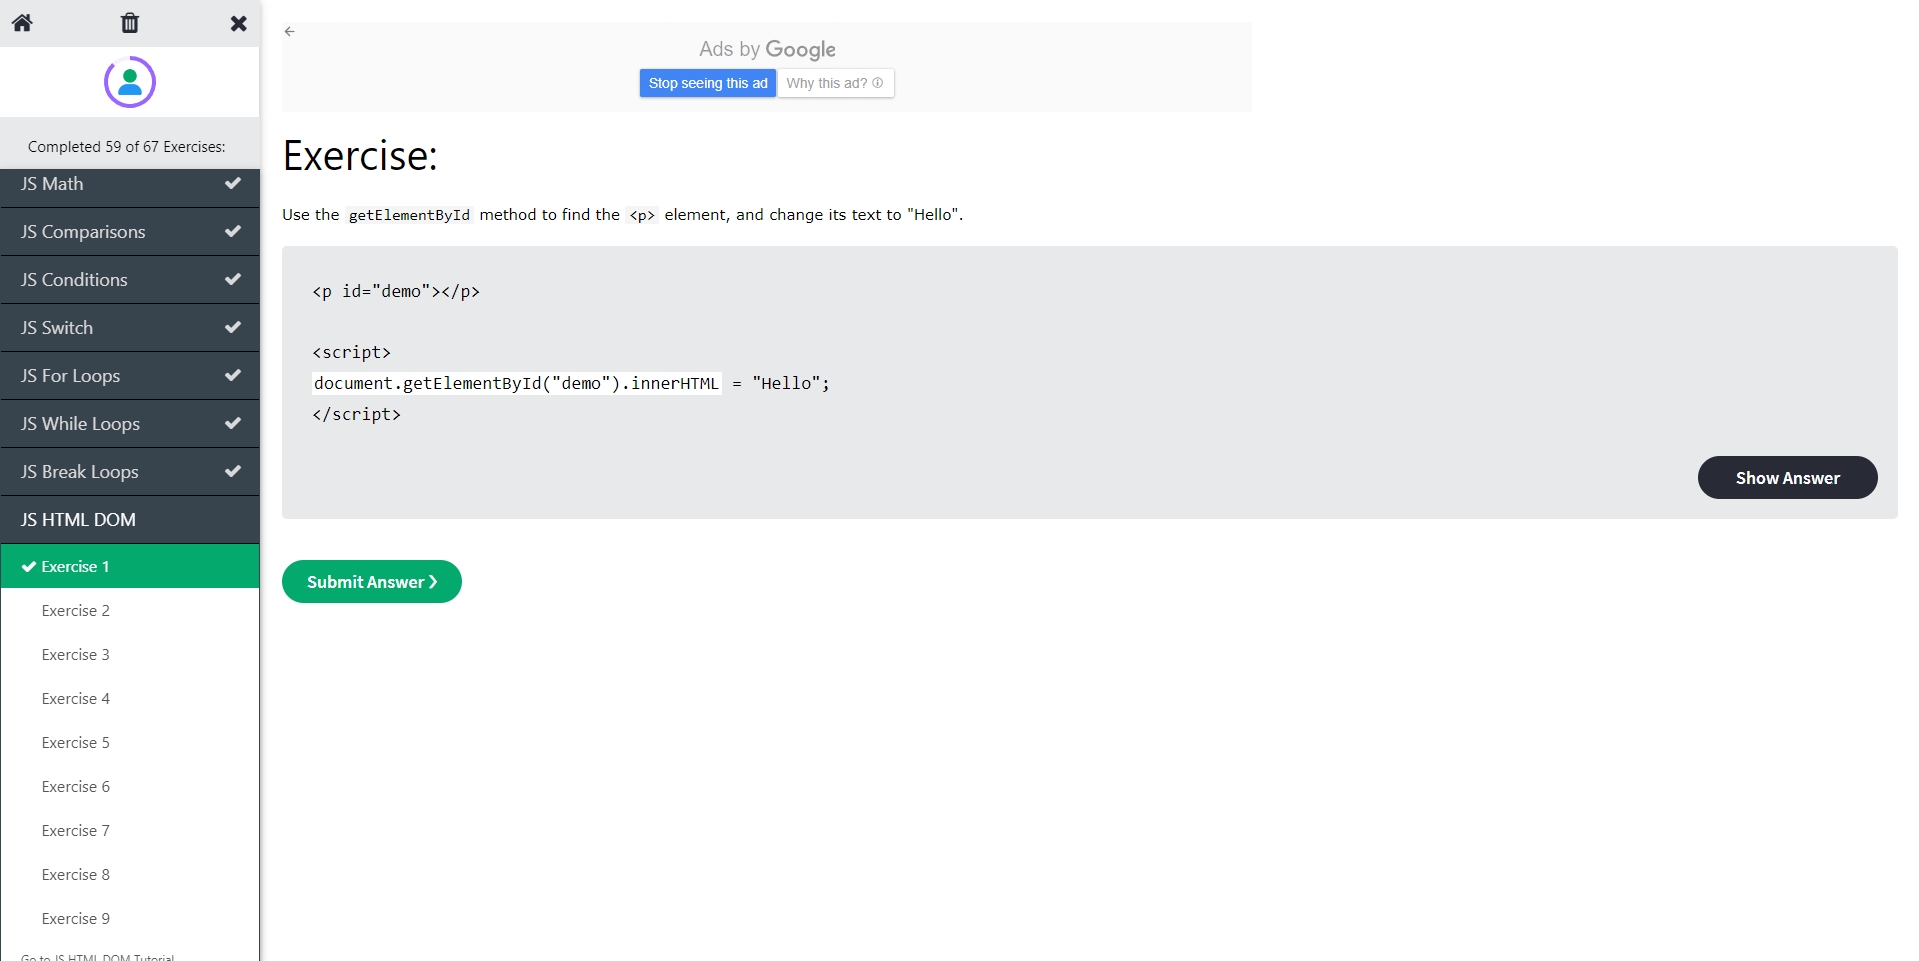 Completed 59 of 67 Exercises:
JS Math
JS Comparisons
JS Conditions
JS Switch
JS For Loops
JS While Loops
JS Break Loops
JS HTML DOM
Exercise 1
Exercise 2
Exercise 3
Exercise 4
Exercise 5
Exercise 6
Exercise 7
Exercise 8
Exercise 9
Go to JS HTML DOM Tutorial
Ads by Google
Stop seeing this ad
Why this ad?
Exercise:
Use the getElementById method to find the <p> element, and change its text to "Hello".
<p id="demo"></p>
<script>
document.getElementById("demo").innerHTML = "Hello";
</script>
Show Answer
Submit Answer ❯